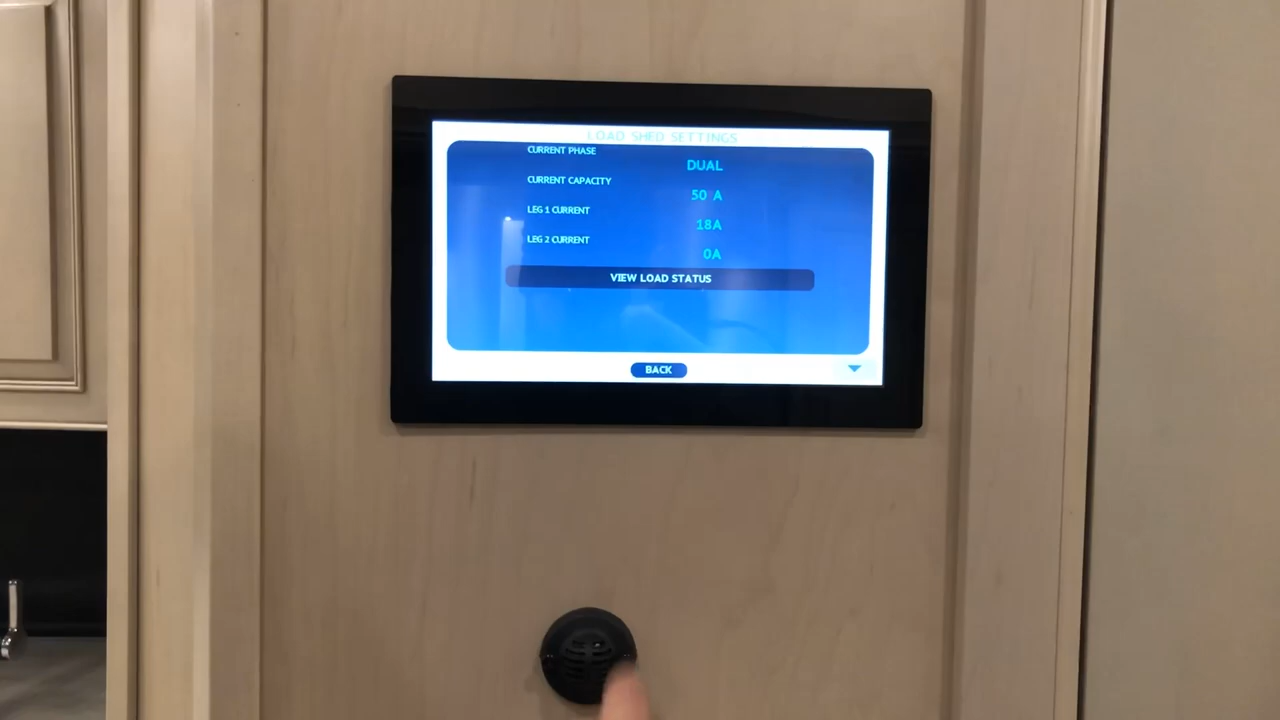 LOAD SHED SETTINGS
CURRENT PHASE
DUAL
CURRENT CAPACITY
50 A
LEG 1 CURRENT
18A
LEG 2 CURRENT
0A
VIEW LOAD STATUS
BACK